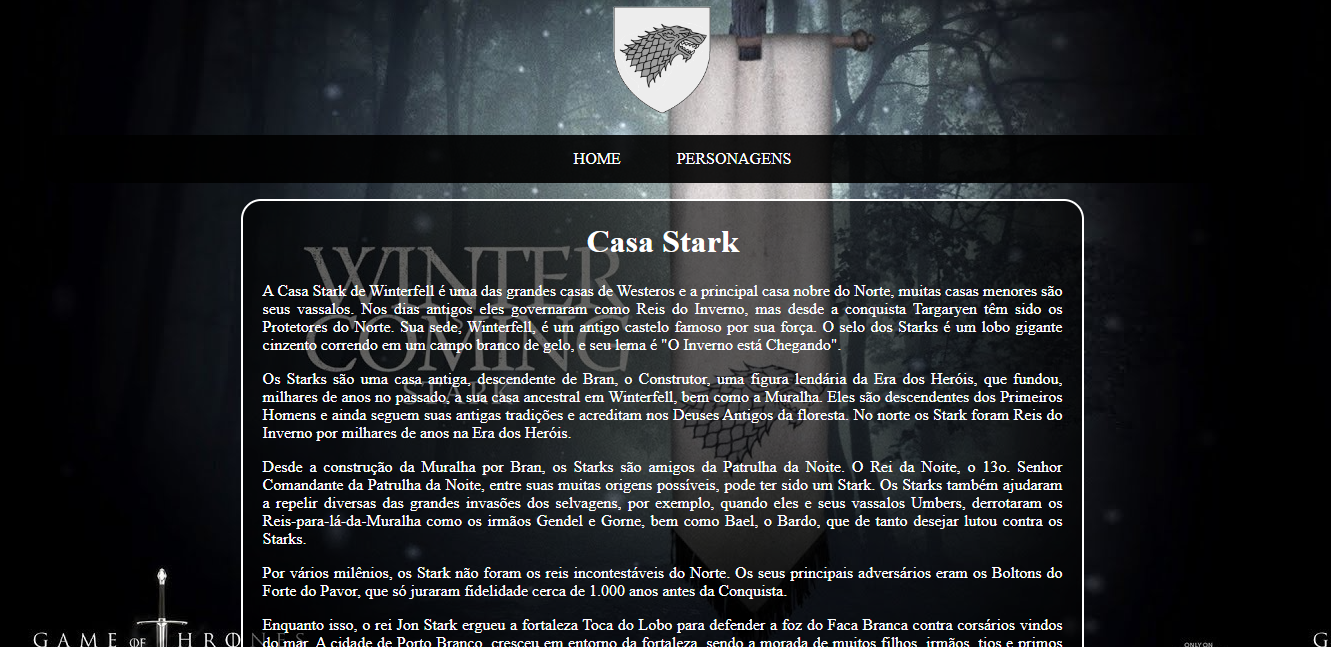 HOME PERSONAGENS
Casa Stark
WINTER
COMING
STARK
A Casa Stark de Winterfell é uma das grandes casas de Westeros e a principal casa nobre do Norte, muitas casas menores são
seus vassalos. Nos dias antigos eles governaram como Reis do Inverno, mas desde a conquista Targaryen têm sido os
Protetores do Norte. Sua sede, Winterfell, é um antigo castelo famoso por sua força. O selo dos Starks é um lobo gigante
cinzento correndo em um campo branco de gelo, e seu lema é "O Inverno está Chegando".
Os Starks são uma casa antiga, descendente de Bran, o Construtor, uma figura lendária da Era dos Heróis, que fundou,
milhares de anos no passado, a sua casa ancestral em Winterfell, bem como a Muralha. Eles são descendentes dos Primeiros
Homens e ainda seguem suas antigas tradições e acreditam nos Deuses Antigos da floresta. No norte os Stark foram Reis do
Inverno por milhares de anos na Era dos Heróis.
Desde a construção da Muralha por Bran, os Starks são amigos da Patrulha da Noite. O Rei da Noite, o 13o. Senhor
Comandante da Patrulha da Noite, entre suas muitas origens possíveis, pode ter sido um Stark. Os Starks também ajudaram
a repelir diversas das grandes invasões dos selvagens, por exemplo, quando eles e seus vassalos Umbers, derrotaram os
Reis-para-lá-da-Muralha como os irmãos Gendel e Gorne, bem como Bael, o Bardo, que de tanto desejar lutou contra os
Starks.
Por vários milênios, os Stark não foram os reis incontestáveis do Norte. Os seus principais adversários eram os Boltons do
Forte do Pavor, que só juraram fidelidade cerca de 1.000 anos antes da Conquista.
Enquanto isso, o rei Jon Stark ergueu a fortaleza Toca do Lobo para defender a foz do Faca Branca contra corsários vindos
do mar. A cidade de Porto Branco, cresceu em entorno da fortaleza, sendo a morada de muitos filhos, irmãos, tios e primos
GAME OF THRONES
ONLY ON
G